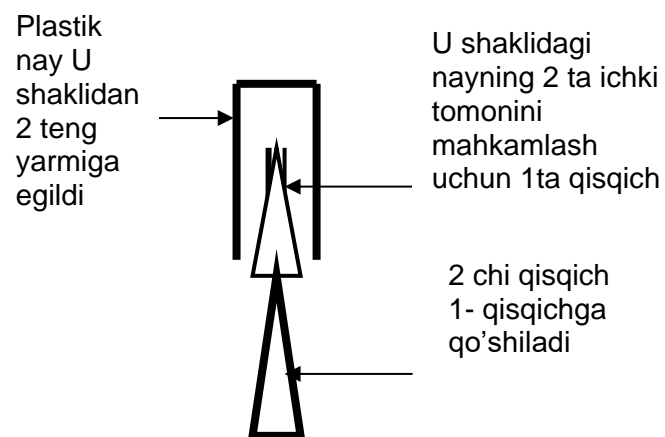 Plastik
nay U
shaklidan
2 teng
yarmiga
egildi
U shaklidagi
nayning 2 ta ichki
tomonini
mahkamlash
uchun 1ta qisqich
2 chi qisqich
1- qisqichga
qo’shiladi